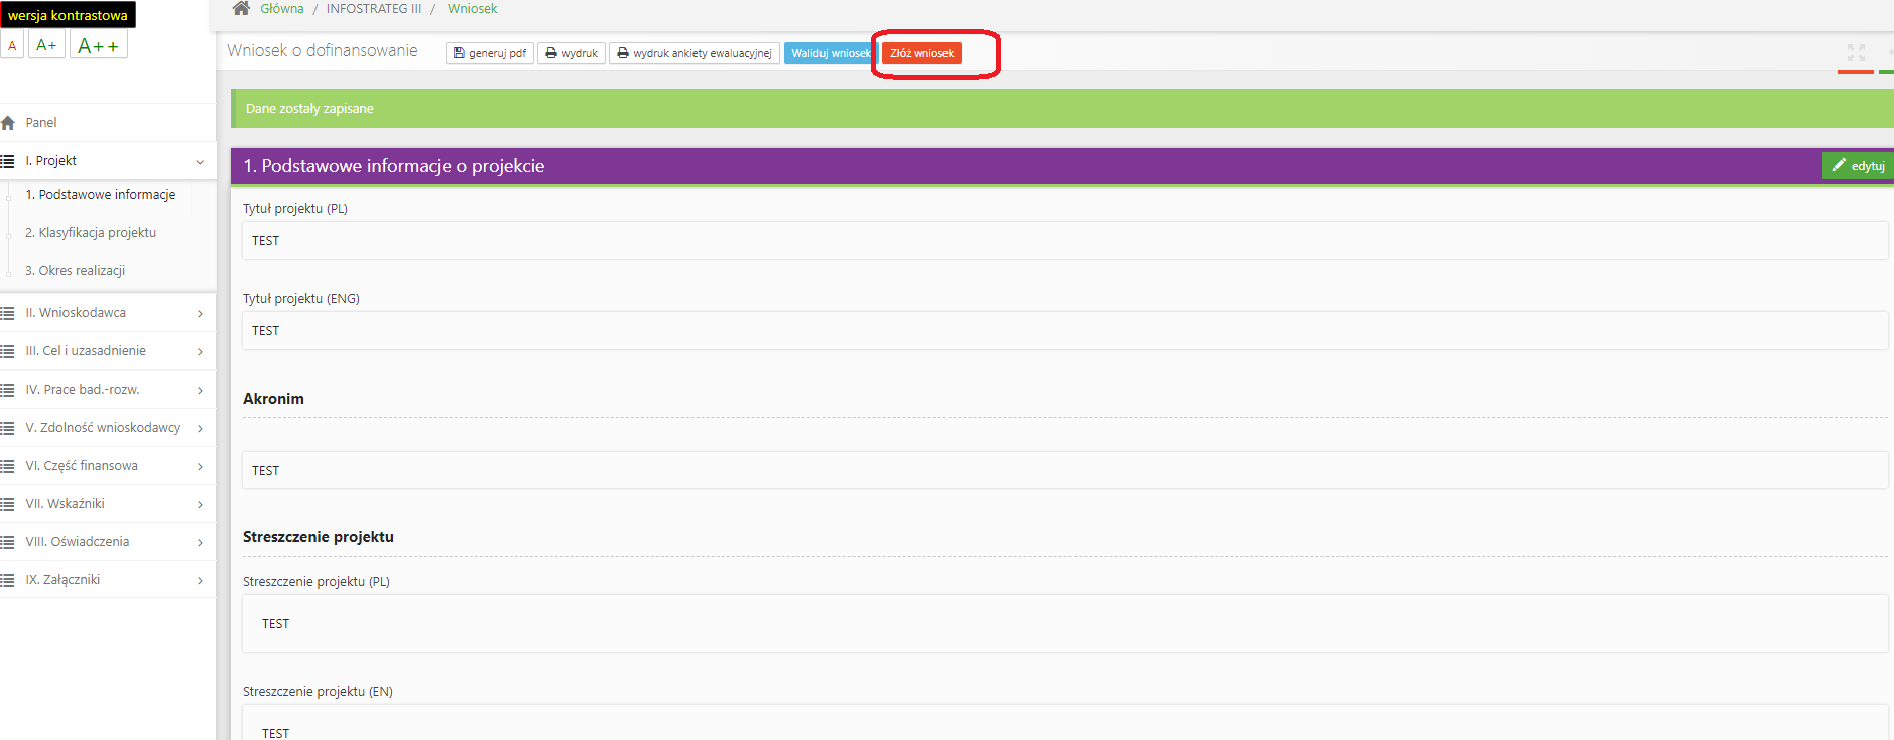 wersja kontrastowa
A A+ A++
Główna / INFOSTRATEG III / Wniosek
Wniosek o dofinansowanie generuj pdf wydruk wydruk ankiety ewaluacyjnej Waliduj wniosek Złóż wniosek
Dane zostały zapisane
Panel
I. Projekt
1. Podstawowe informacje
2. Klasyfikacja projektu
3. Okres realizacji
II. Wnioskodawca
III. Cel i uzasadnienie
IV. Prace bad.-rozw.
V. Zdolność wnioskodawcy
VI. Część finansowa
VII. Wskaźniki
VIII. Oświadczenia
IX. Załączniki
1. Podstawowe informacje o projekcie edytuj
Tytuł projektu (PL)
TEST
Tytuł projektu (ENG)
TEST
Akronim
TEST
Streszczenie projektu
Streszczenie projektu (PL)
TEST
Streszczenie projektu (EN)
TEST